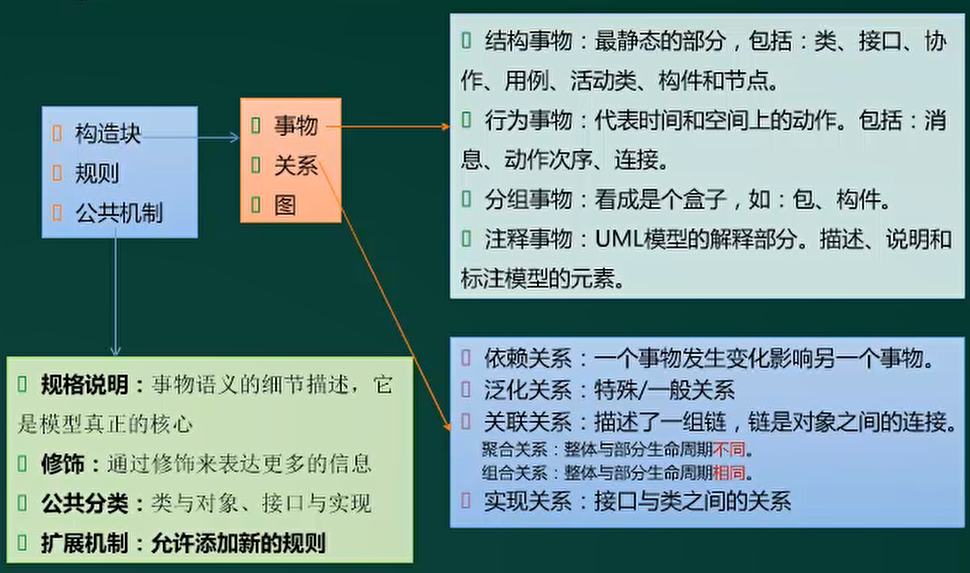 构造块
规则
公共机制
事物
关系
图
结构事物：最静态的部分，包括：类、接口、协
作、用例、活动类、构件和节点。
行为事物：代表时间和空间上的动作。包括：消
息、动作次序、连接。
分组事物：看成是个盒子，如：包、构件。
注释事物：UML模型的解释部分。描述、说明和
标注模型的元素。
规格说明：事物语义的细节描述，它
是模型真正的核心
修饰：通过修饰来表达更多的信息
公共分类：类与对象、接口与实现
扩展机制：允许添加新的规则
依赖关系：一个事物发生变化影响另一个事物。
泛化关系：特殊/一般关系
关联关系：描述了一组链，链是对象之间的连接。
聚合关系：整体与部分生命周期不同。
组合关系：整体与部分生命周期相同。
实现关系：接口与类之间的关系